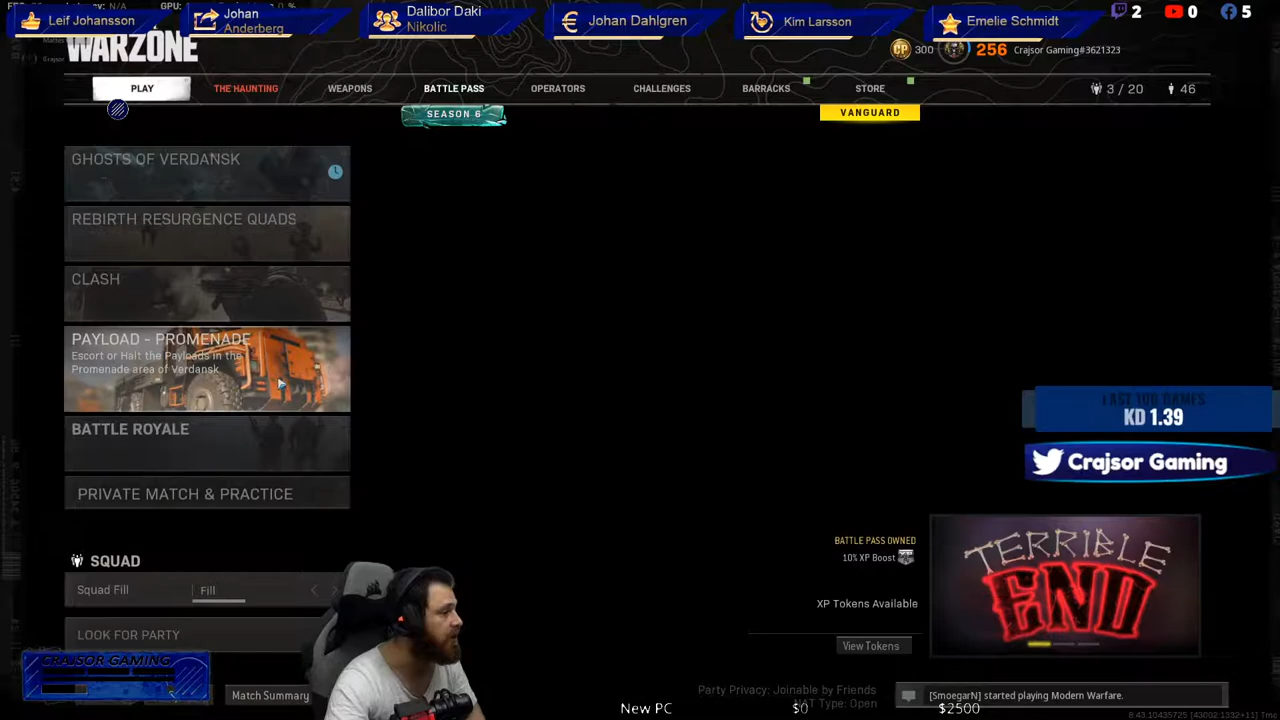 Leif Johansson
Johan
Anderberg
Dalibor Daki
Nikolic
Johan Dahlgren
Kim Larsson
Emelie Schmidt
2
0
5
WARZONE
CP 300
256 Crajsor Gaming#3621323
PLAY
THE HAUNTING
WEAPONS
BATTLE PASS
OPERATORS
CHALLENGES
BARRACKS
STORE
3 / 20
46
SEASON 6
VANGUARD
GHOSTS OF VERDANSK
REBIRTH RESURGENCE QUADS
CLASH
PAYLOAD - PROMENADE
Escort or Halt the Payloads in the
Promenade area of Verdansk.
BATTLE ROYALE
PRIVATE MATCH & PRACTICE
LAST 100 GAMES
KD 1.39
Crajsor Gaming
SQUAD
Squad Fill
Fill
LOOK FOR PARTY
BATTLE PASS OWNED
10% XP Boost
XP Tokens Available
View Tokens
TERRIBLE
END
CRAJSOR GAMING
Match Summary
Party Privacy: Joinable by Friends
NAT Type: Open
[SmoegarN] started playing Modern Warfare.
New PC
$0
$2500